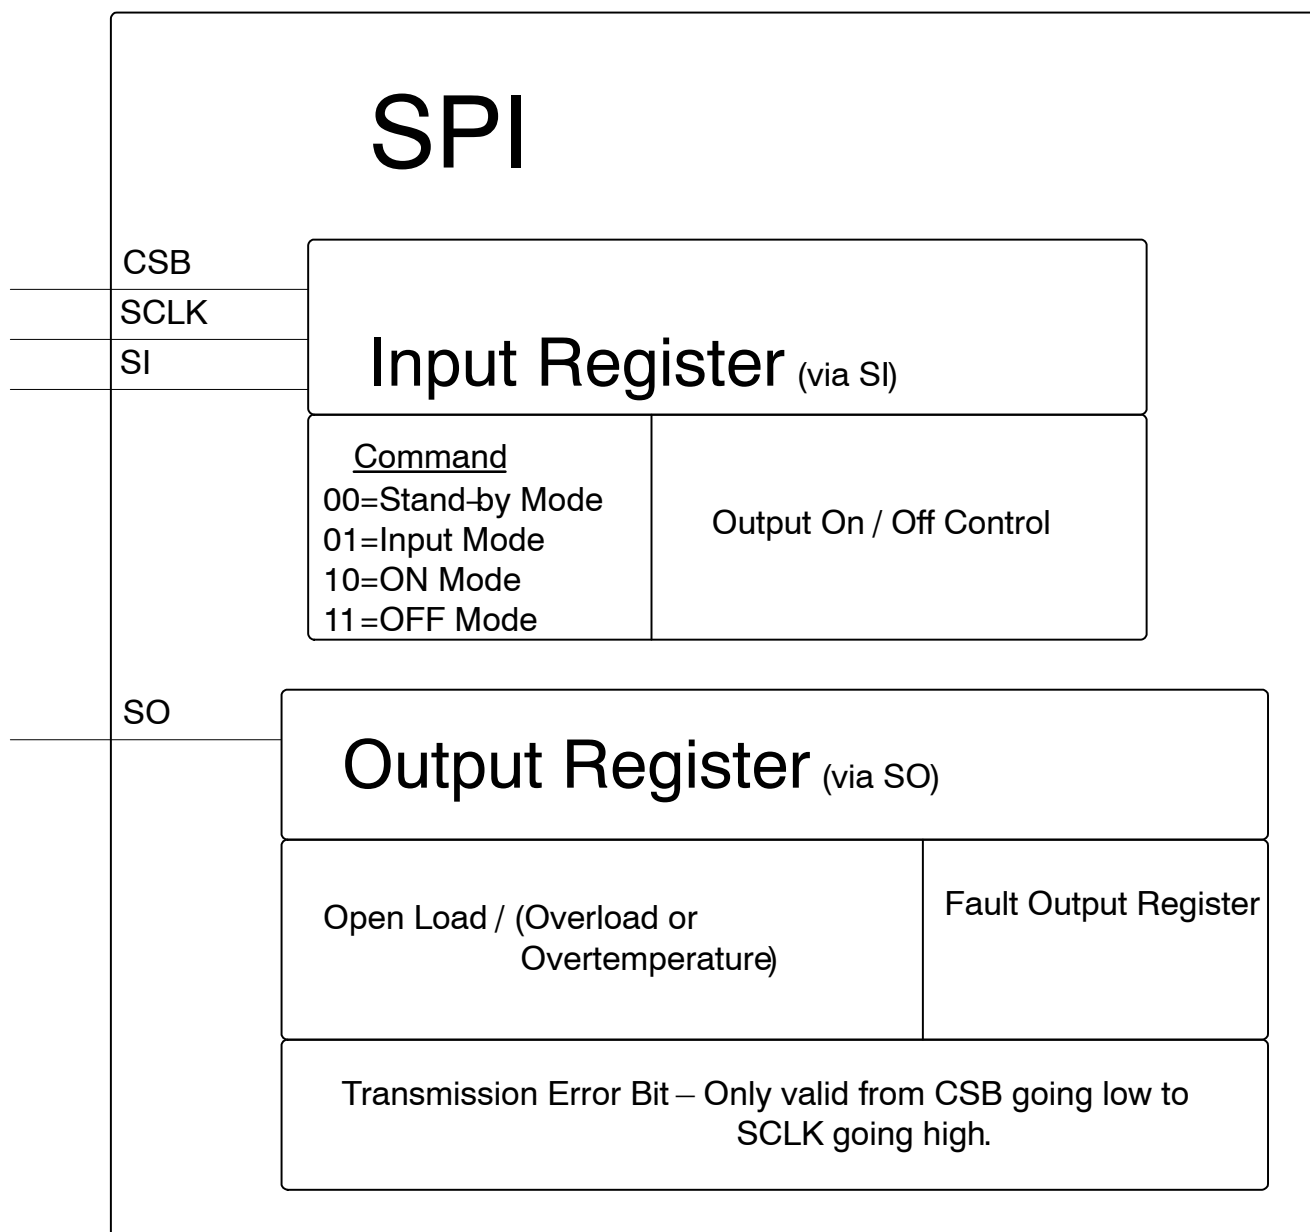 SPI
CSB
SCLK
SI
Input Register (via SI)
Command
00=Stand-by Mode
01=Input Mode
10=ON Mode
11=OFF Mode
Output On / Off Control
SO
Output Register (via SO)
Open Load / (Overload or
Overtemperature)
Fault Output Register
Transmission Error Bit – Only valid from CSB going low to
SCLK going high.